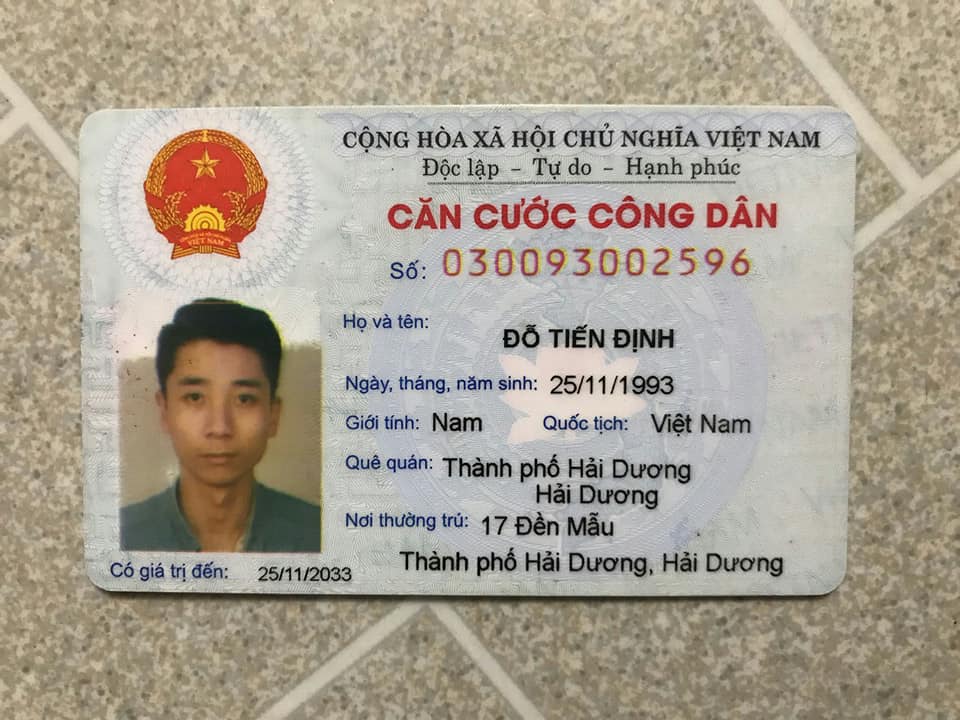 CỘNG HÒA XÃ HỘI CHỦ NGHĨA VIỆT NAM
Độc lập – Tự do – Hạnh phúc
CĂN CƯỚC CÔNG DÂN
Số: 030093002596
Họ và tên: ĐỖ TIẾN ĐỊNH
Ngày, tháng, năm sinh: 25/11/1993
Giới tính: Nam Quốc tịch: Việt Nam
Quê quán: Thành phố Hải Dương
Hải Dương
Nơi thường trú: 17 Đền Mẫu
Thành phố Hải Dương, Hải Dương
Có giá trị đến: 25/11/2033
VIỆT NAM